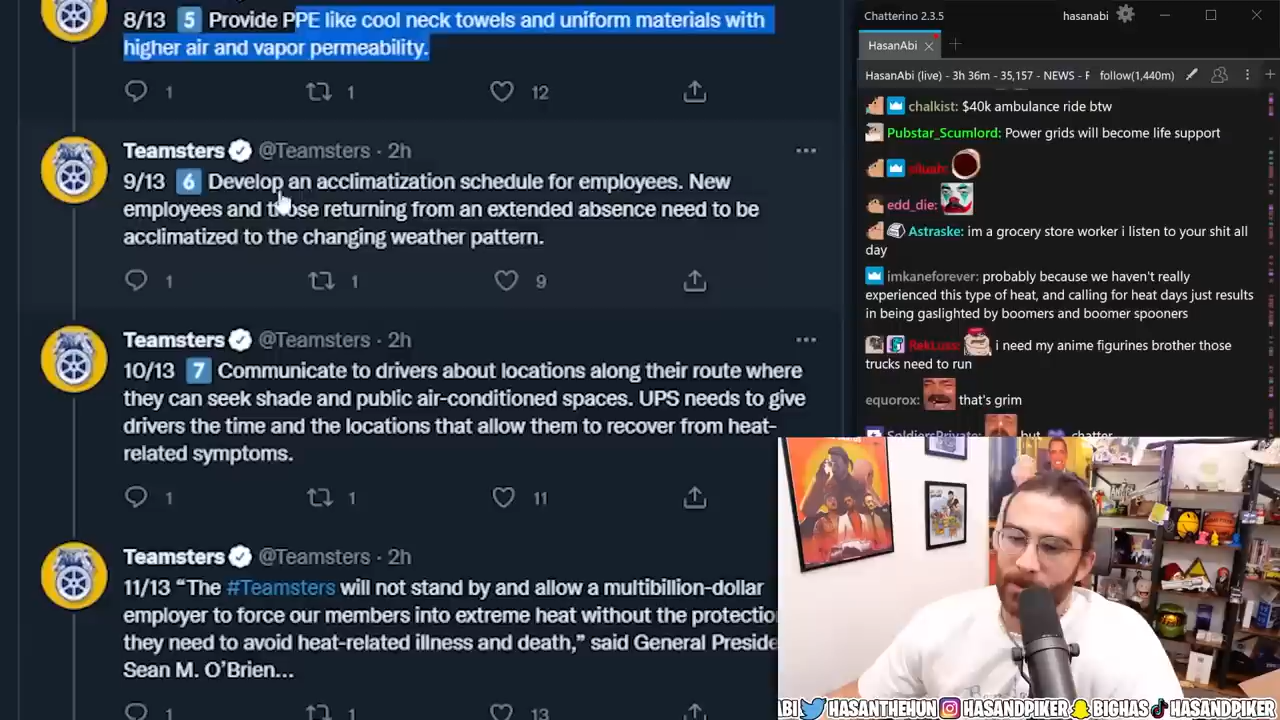 8/13 5 Provide PPE like cool neck towels and uniform materials with
higher air and vapor permeability.
1 1 12
Teamsters @Teamsters · 2h
9/13 6 Develop an acclimatization schedule for employees. New
employees and those returning from an extended absence need to be
acclimatized to the changing weather pattern.
1 1 9
Teamsters @Teamsters · 2h
10/13 7 Communicate to drivers about locations along their route where
they can seek shade and public air-conditioned spaces. UPS needs to give
drivers the time and the locations that allow them to recover from heat-
related symptoms.
1 1 11
Teamsters @Teamsters · 2h
11/13 “The #Teamsters will not stand by and allow a multibillion-dollar
employer to force our members into extreme heat without the protection
they need to avoid heat-related illness and death,” said General Preside
Sean M. O’Brien...
1 1 13
Chatterino 2.3.5 hasanabi
HasanAbi
HasanAbi (live) - 3h 36m - 35,157 - NEWS - F follow(1,440m)
chalkist: $40k ambulance ride btw
Pubstar_Scumlord: Power grids will become life support
edd_die:
Astraske: im a grocery store worker i listen to your shit all
day
imkaneforever: probably because we haven't really
experienced this type of heat, and calling for heat days just results
in being gaslighted by boomers and boomer spooners
RekLuss: i need my anime figurines brother those
trucks need to run
equorox: that's grim
SoldiersPrivate: but chatter
ABI HASANTHEHUN HASANDPIKER BIGHAS HASANDPIKER